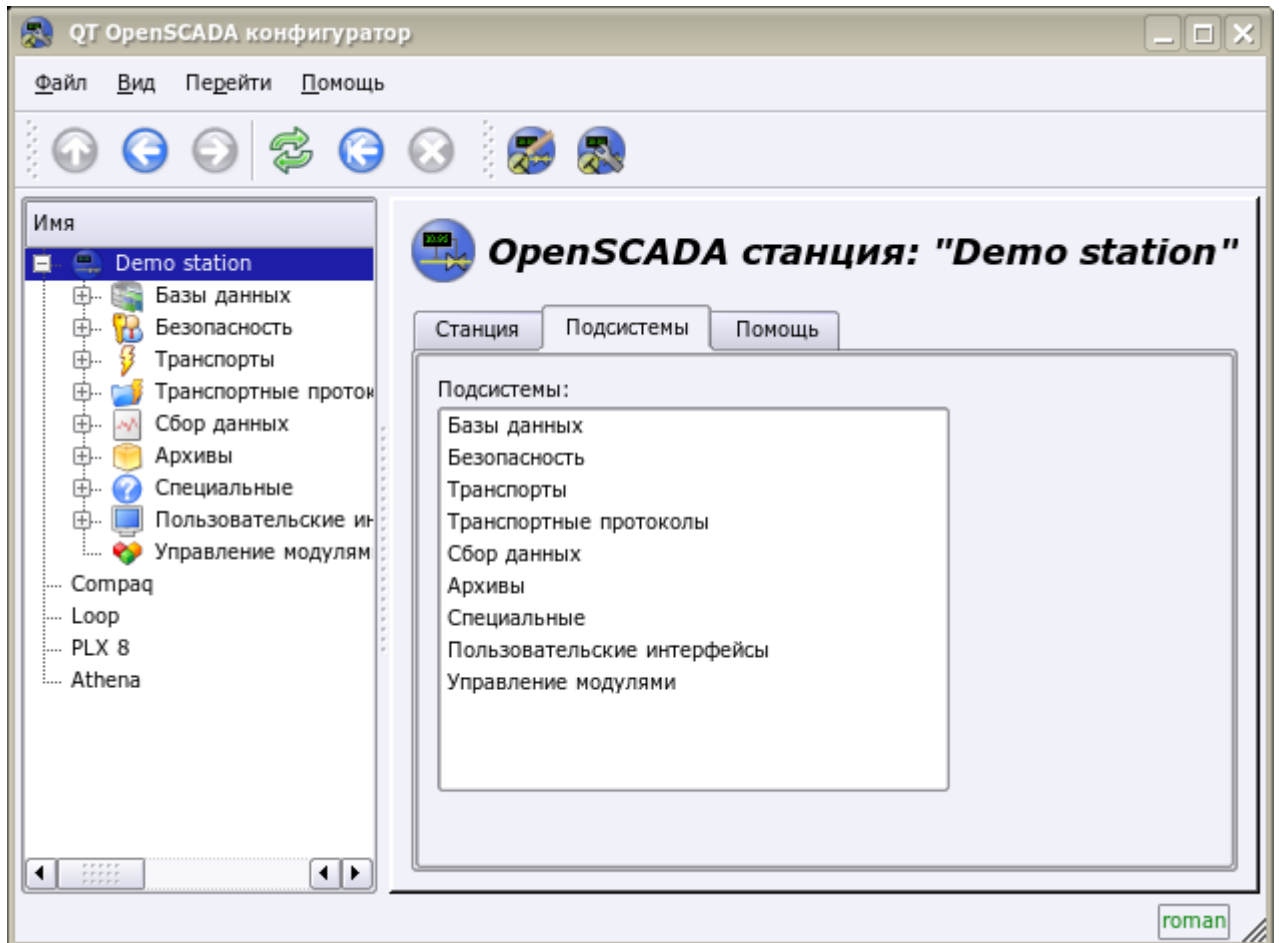 QT OpenSCADA конфигуратор
Файл Вид Перейти Помощь
Имя
Demo station
Базы данных
Безопасность
Транспорты
Транспортные проток
Сбор данных
Архивы
Специальные
Пользовательские ин
Управление модулям
Compaq
Loop
PLX 8
Athena
OpenSCADA станция: "Demo station"
Станция Подсистемы Помощь
Подсистемы:
Базы данных
Безопасность
Транспорты
Транспортные протоколы
Сбор данных
Архивы
Специальные
Пользовательские интерфейсы
Управление модулями
roman